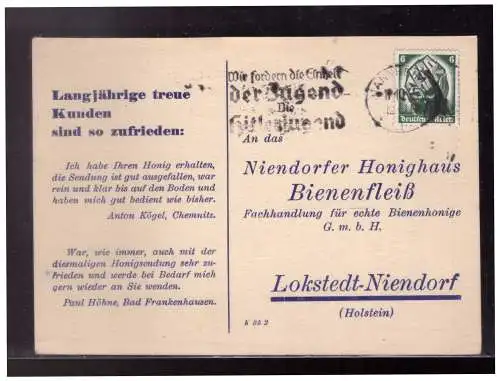 Langjährige treue
Kunden
sind so zufrieden:
Ich habe Ihren Honig erhalten,
die Sendung ist gut ausgefallen, war
rein und klar bis auf den Boden und
haben mich gut bedient wie bisher.
Anton Kögel, Chemnitz.
War, wie immer, auch mit der
diesmaligen Honigsendung sehr zu-
frieden und werde bei Bedarf mich
gern wieder an Sie wenden.
Paul Höhne, Bad Frankenhausen.
Wir fordern die Einheit
der Jugend
Die
Hitlerjugend
6
6
Deutsches Reich
An das
Niendorfer Honighaus
Bienenfleiß
Fachhandlung für echte Bienenhonige
G. m. b. H.
Lokstedt-Niendorf
(Holstein)